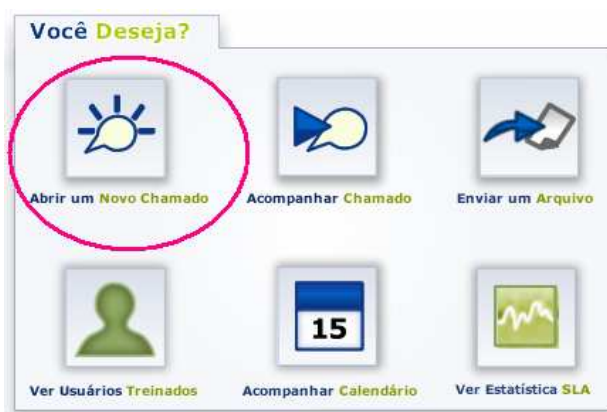 Você Deseja?
Abrir um Novo Chamado
Acompanhar Chamado
Enviar um Arquivo
15
Ver Usuários Treinados
Acompanhar Calendário
Ver Estatística SLA